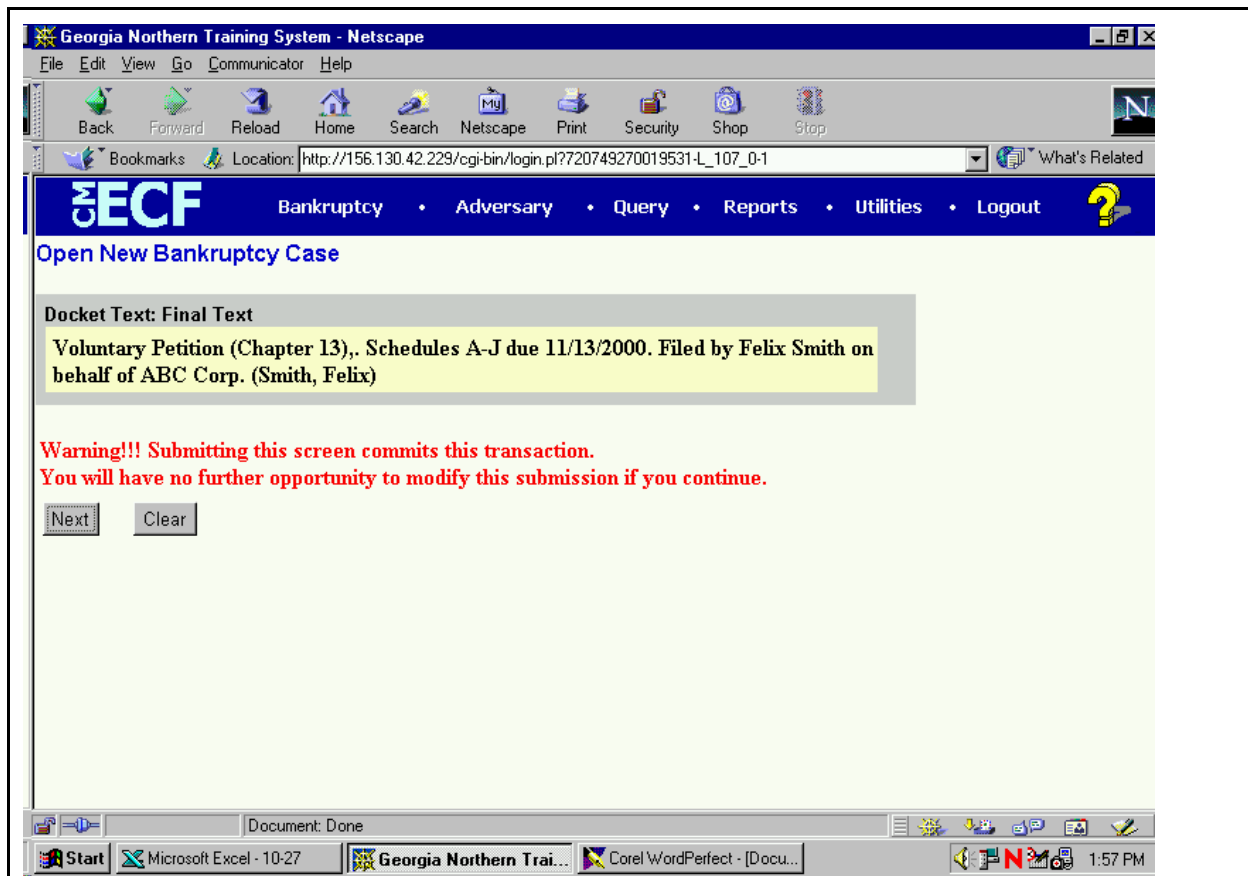 Georgia Northern Training System - Netscape
File Edit View Go Communicator Help
Back Forward Reload Home Search Netscape Print Security Shop Stop
My
N
Bookmarks Location: http://156.130.42.229/cgi-bin/login.pl?720749270019531-L_107_0-1 What's Related
CM ECF Bankruptcy • Adversary • Query • Reports • Utilities • Logout ?
Open New Bankruptcy Case
Docket Text: Final Text
Voluntary Petition (Chapter 13),. Schedules A-J due 11/13/2000. Filed by Felix Smith on
behalf of ABC Corp. (Smith, Felix)
Warning!!! Submitting this screen commits this transaction.
You will have no further opportunity to modify this submission if you continue.
Next Clear
Document: Done
Start Microsoft Excel - 10-27 Georgia Northern Trai... Corel WordPerfect - [Docu... N 1:57 PM